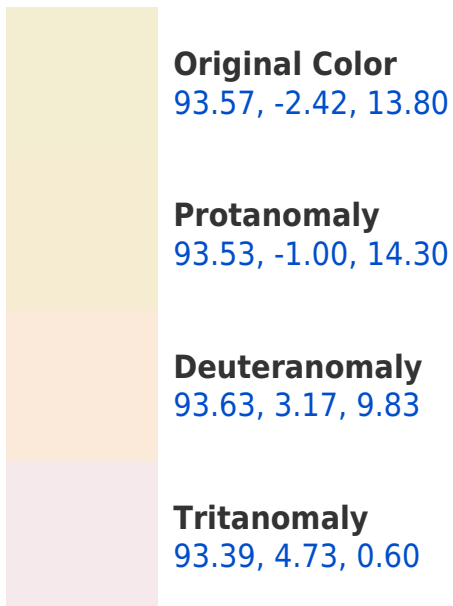 Original Color
93.57, -2.42, 13.80
Protanomaly
93.53, -1.00, 14.30
Deuteranomaly
93.63, 3.17, 9.83
Tritanomaly
93.39, 4.73, 0.60